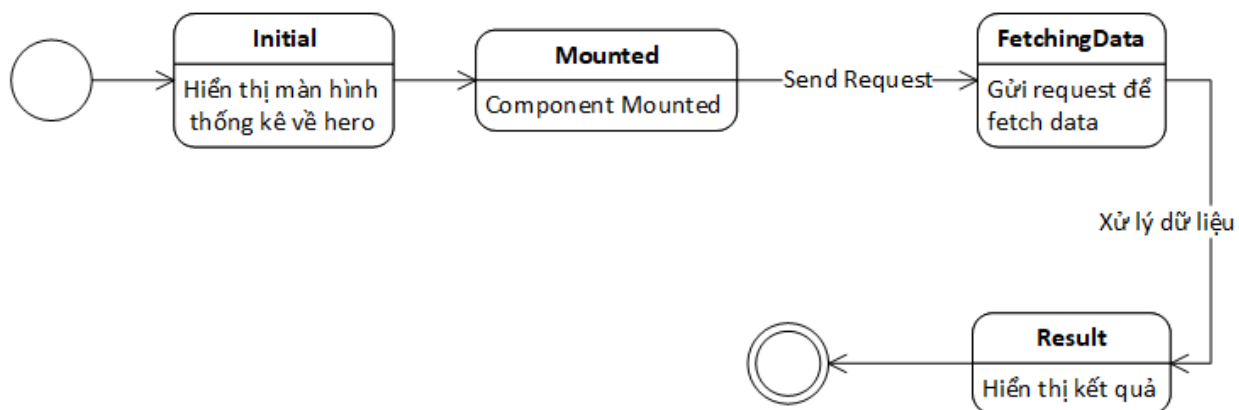 Initial
Hiển thị màn hình
thống kê về hero
Mounted
Component Mounted
Send Request
FetchingData
Gửi request để
fetch data
Xử lý dữ liệu
Result
Hiển thị kết quả